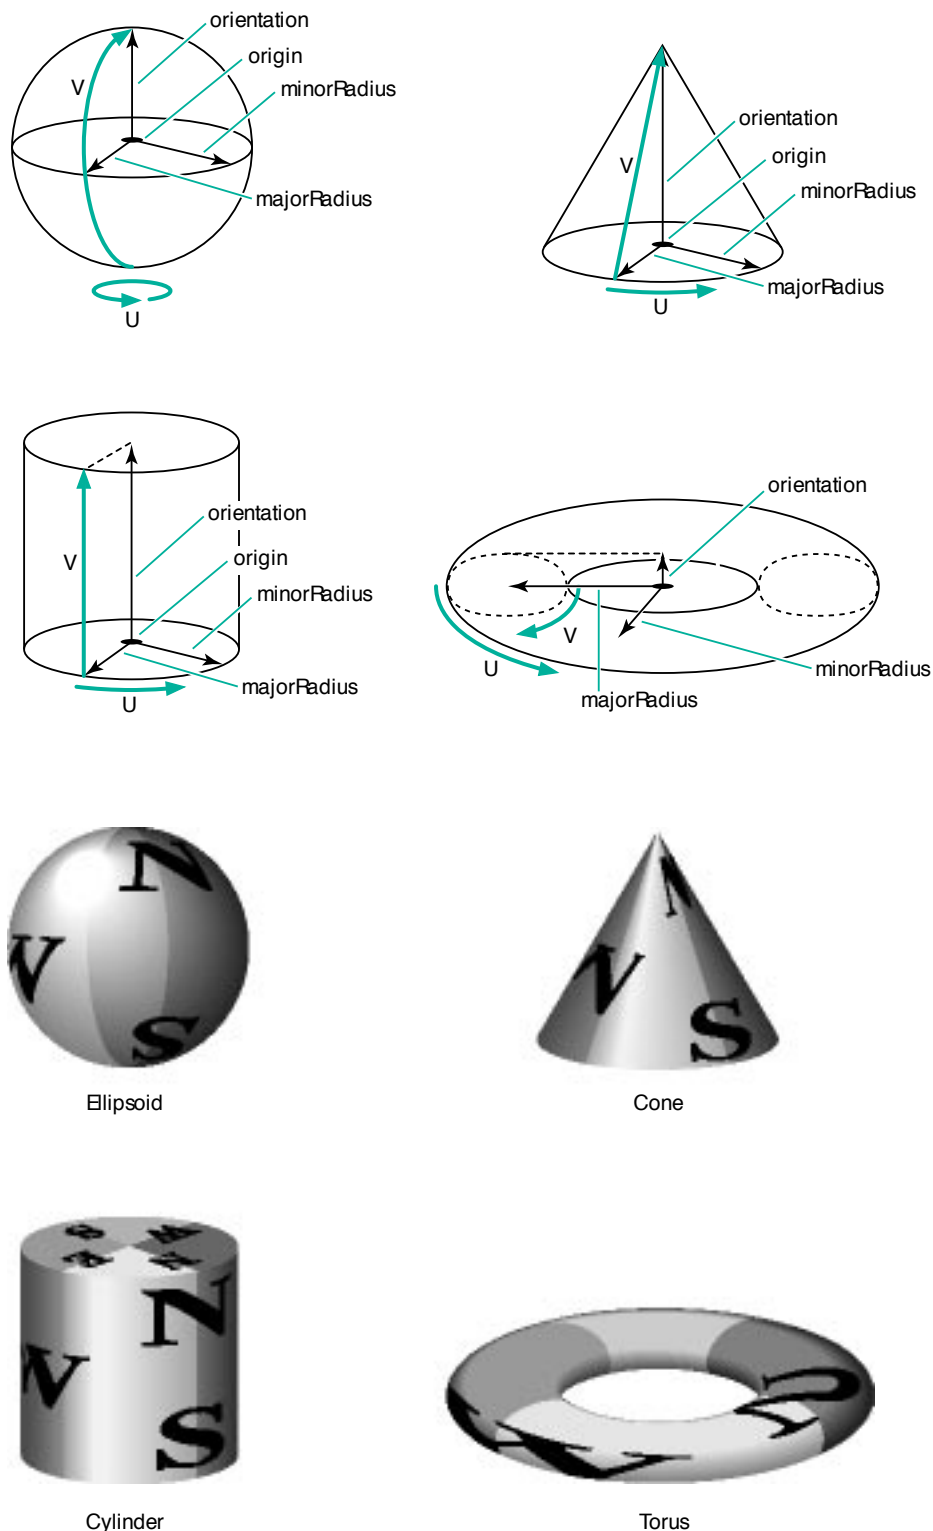 orientation
origin
V
minorRadius
majorRadius
U
orientation
origin
V
minorRadius
majorRadius
U
orientation
origin
V
minorRadius
majorRadius
U
orientation
V
U
minorRadius
majorRadius
N
W
S
Ellipsoid
N
W
S
Cone
S W
E N
N
W
S
Cylinder
Torus